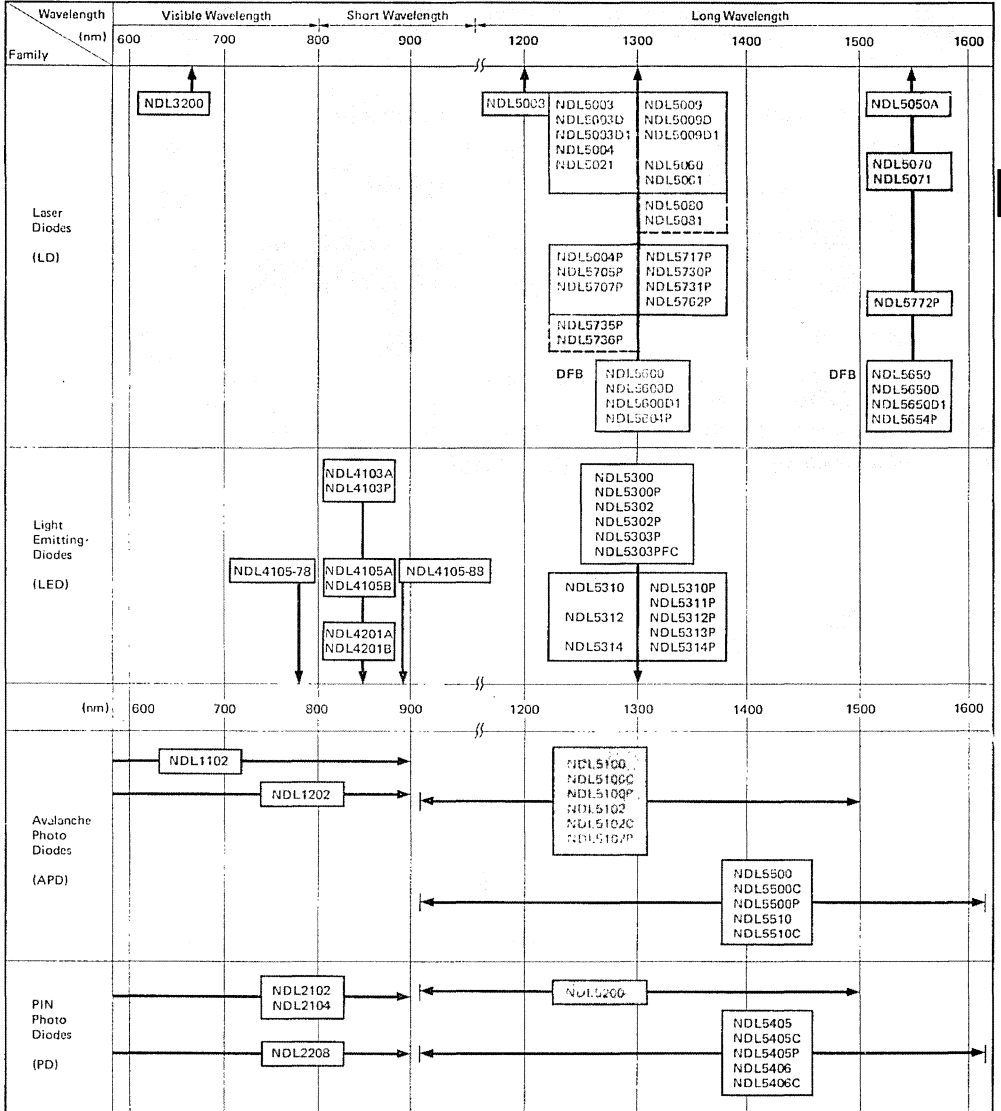 Wavelength Visible Wavelength Short Wavelength Long Wavelength
(nm) 600 700 800 900 1200 1300 1400 1500 1600
Family
Laser
Diodes
(LD)
NDL3200
NDL5003
NDL5003 NDL5009
NDL5003D NDL5009D
NDL5003D1 NDL5009D1
NDL5004
NDL5021 NDL5060
NDL5061
NDL5080
NDL5081
NDL5004P NDL5717P
NDL5705P NDL5730P
NDL5707P NDL5731P
NDL5762P
NDL5735P
NDL5736P
DFB
NDL5600
NDL5600D
NDL5600D1
NDL5604P
NDL5050A
NDL5070
NDL5071
NDL5772P
DFB
NDL5650
NDL5650D
NDL5650D1
NDL5654P
Light
Emitting-
Diodes
(LED)
NDL4103A
NDL4103P
NDL4105-78
NDL4105A
NDL4105B
NDL4105-88
NDL4201A
NDL4201B
NDL5300
NDL5300P
NDL5302
NDL5302P
NDL5303P
NDL5303PFC
NDL5310 NDL5310P
NDL5311P
NDL5312 NDL5312P
NDL5313P
NDL5314 NDL5314P
(nm) 600 700 800 900 1200 1300 1400 1500 1600
Avalanche
Photo
Diodes
(APD)
NDL1102
NDL1202
NDL5100
NDL5100C
NDL5100P
NDL5102
NDL5102C
NDL5102P
NDL5500
NDL5500C
NDL5500P
NDL5510
NDL5510C
PIN
Photo
Diodes
(PD)
NDL2102
NDL2104
NDL2208
NDL5200
NDL5405
NDL5405C
NDL5405P
NDL5406
NDL5406C